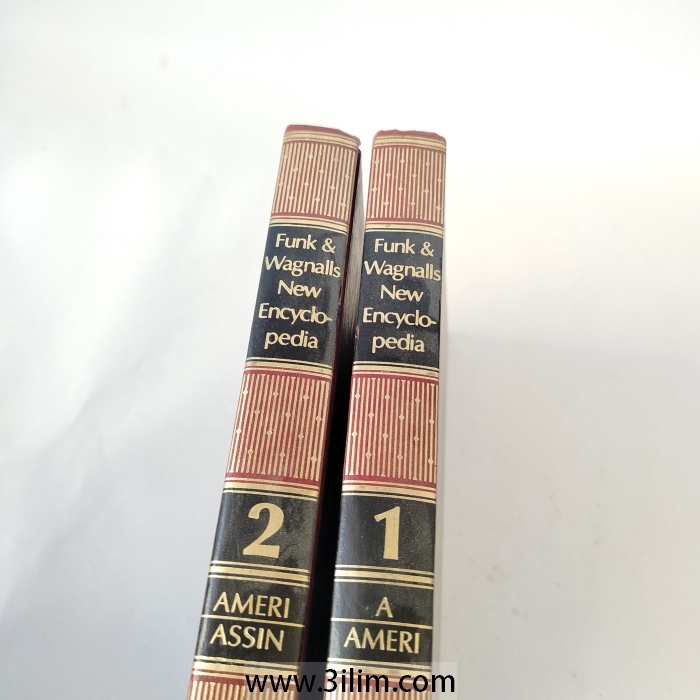 Funk &
Wagnalls
New
Encyclo-
pedia
2
AMERI
ASSIN
Funk &
Wagnalls
New
Encyclo-
pedia
1
A
AMERI
www.3ilim.com